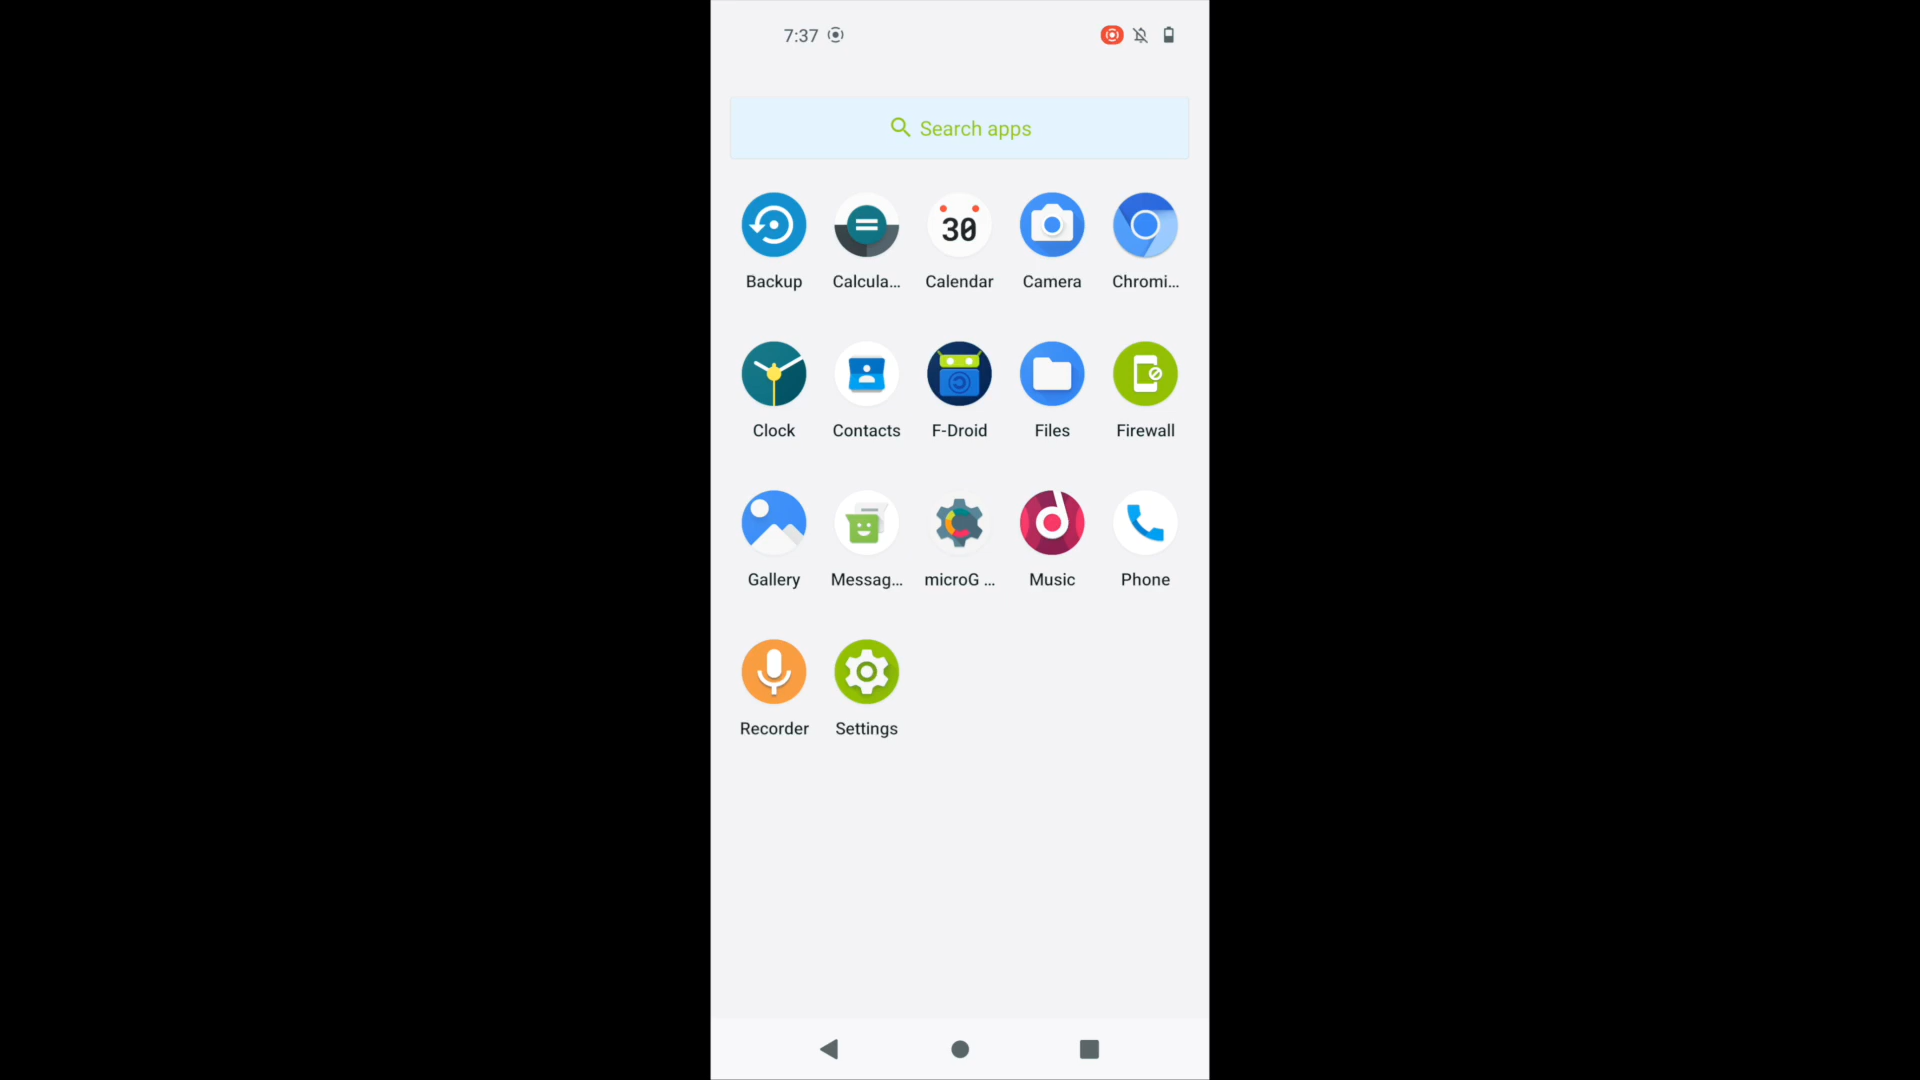 7:37
Search apps
Backup
Calcula...
30
Calendar
Camera
Chromi...
Clock
Contacts
F-Droid
Files
Firewall
Gallery
Messag...
microG ...
Music
Phone
Recorder
Settings